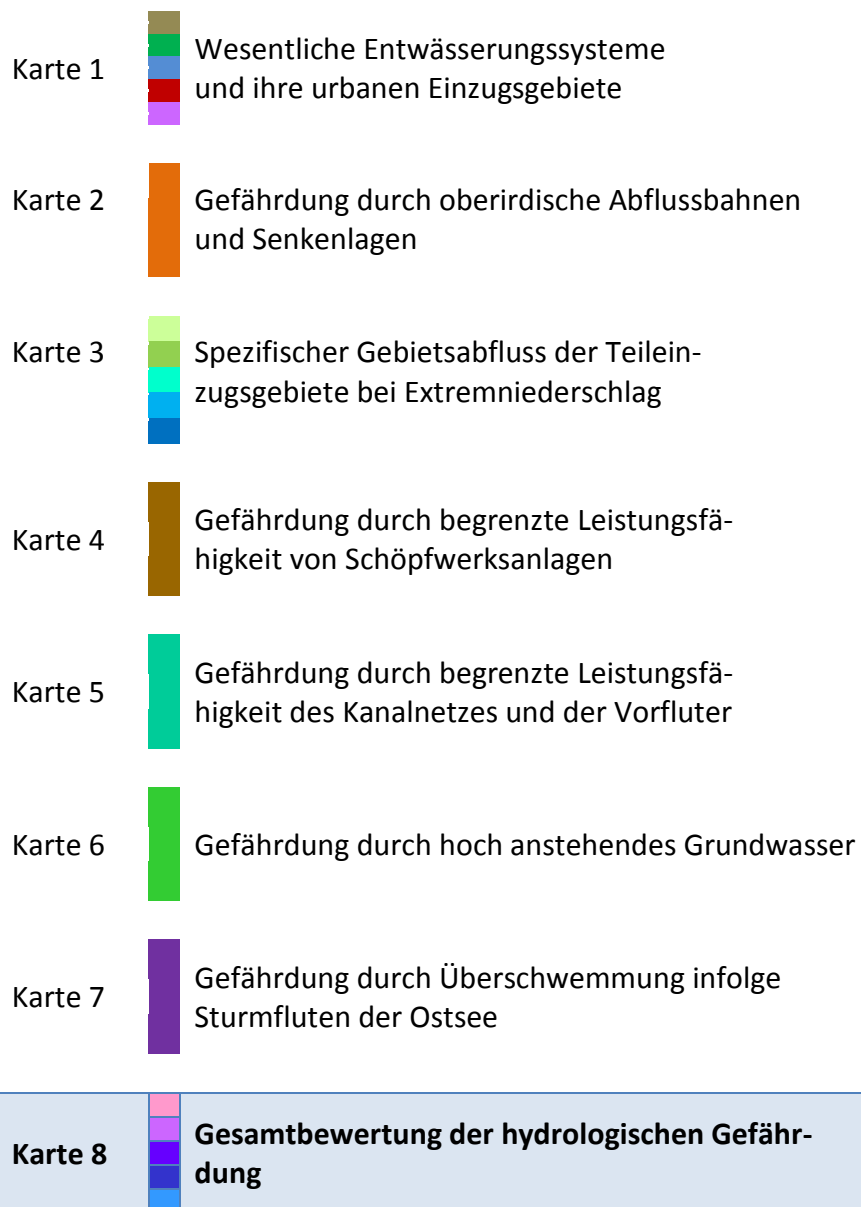 Karte 1
Wesentliche Entwässerungssysteme
und ihre urbanen Einzugsgebiete
Karte 2
Gefährdung durch oberirdische Abflussbahnen
und Senkenlagen
Karte 3
Spezifischer Gebietsabfluss der Teilein-
zugsgebiete bei Extremniederschlag
Karte 4
Gefährdung durch begrenzte Leistungsfä-
higkeit von Schöpfwerksanlagen
Karte 5
Gefährdung durch begrenzte Leistungsfä-
higkeit des Kanalnetzes und der Vorfluter
Karte 6
Gefährdung durch hoch anstehendes Grundwasser
Karte 7
Gefährdung durch Überschwemmung infolge
Sturmfluten der Ostsee
Karte 8
Gesamtbewertung der hydrologischen Gefähr-
dung